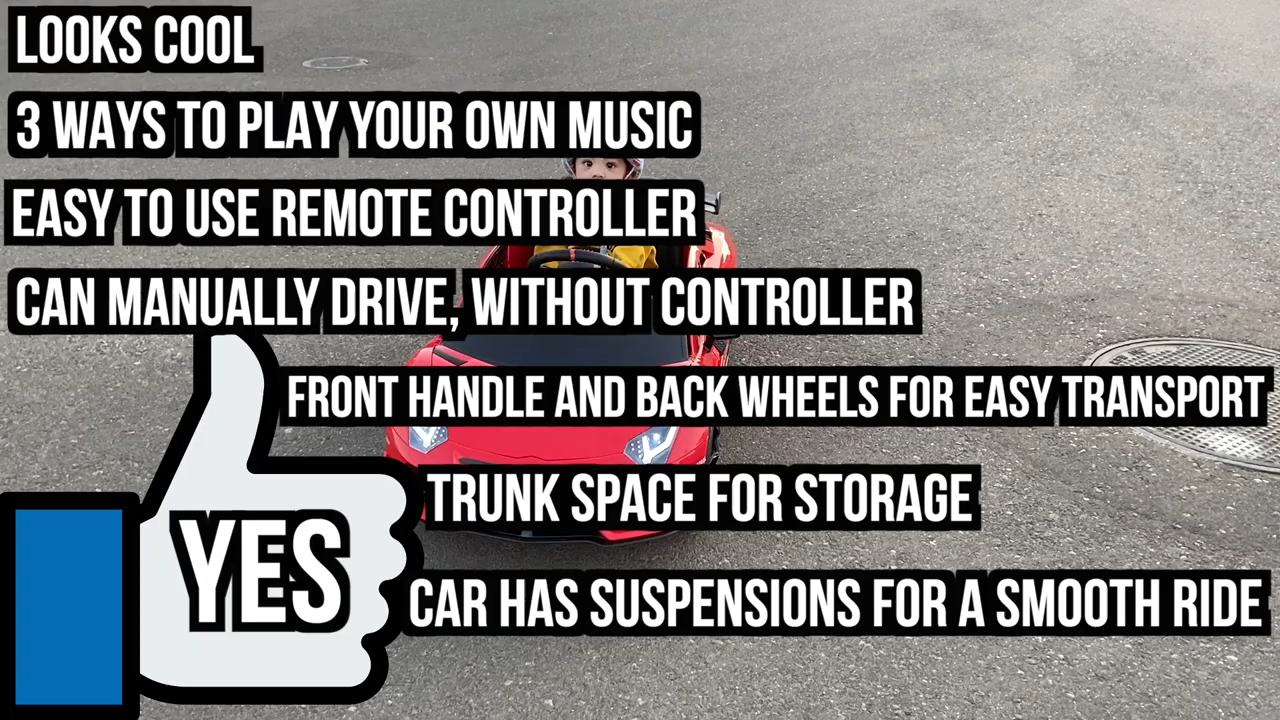 LOOKS COOL
3 WAYS TO PLAY YOUR OWN MUSIC
EASY TO USE REMOTE CONTROLLER
CAN MANUALLY DRIVE, WITHOUT CONTROLLER
FRONT HANDLE AND BACK WHEELS FOR EASY TRANSPORT
TRUNK SPACE FOR STORAGE
YES
CAR HAS SUSPENSIONS FOR A SMOOTH RIDE